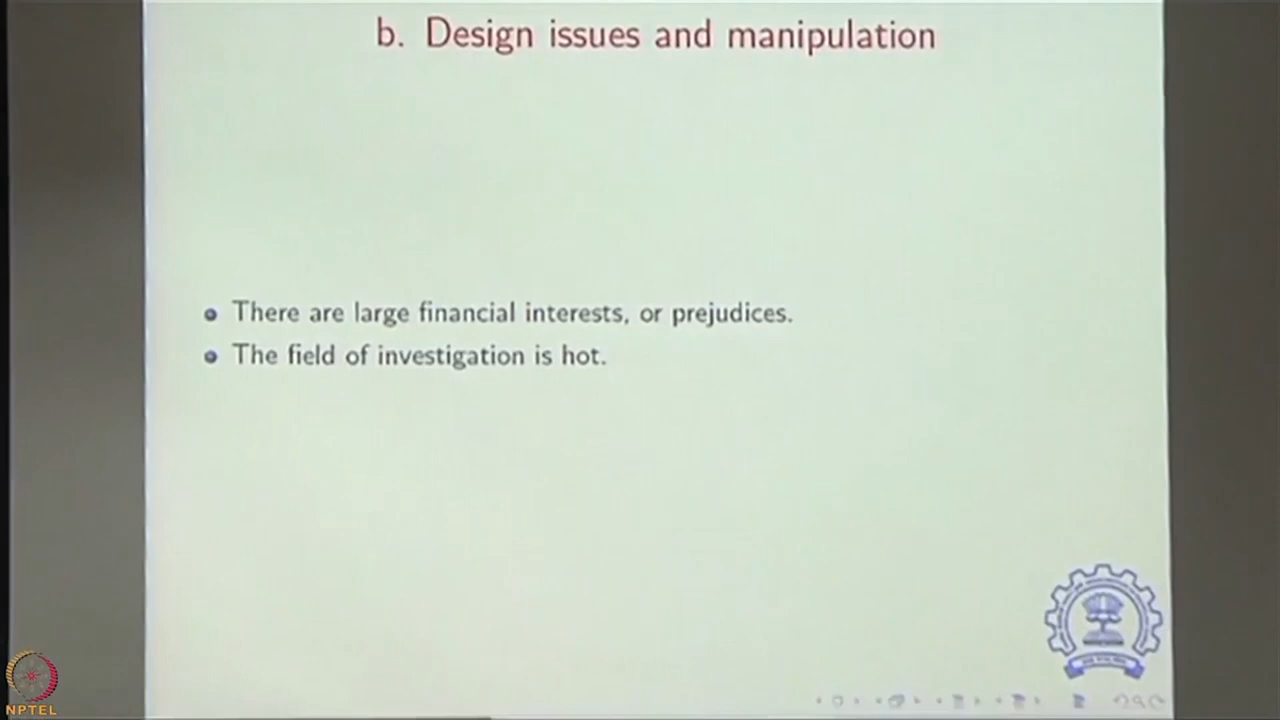 b. Design issues and manipulation
There are large financial interests, or prejudices.
The field of investigation is hot.
NPTEL